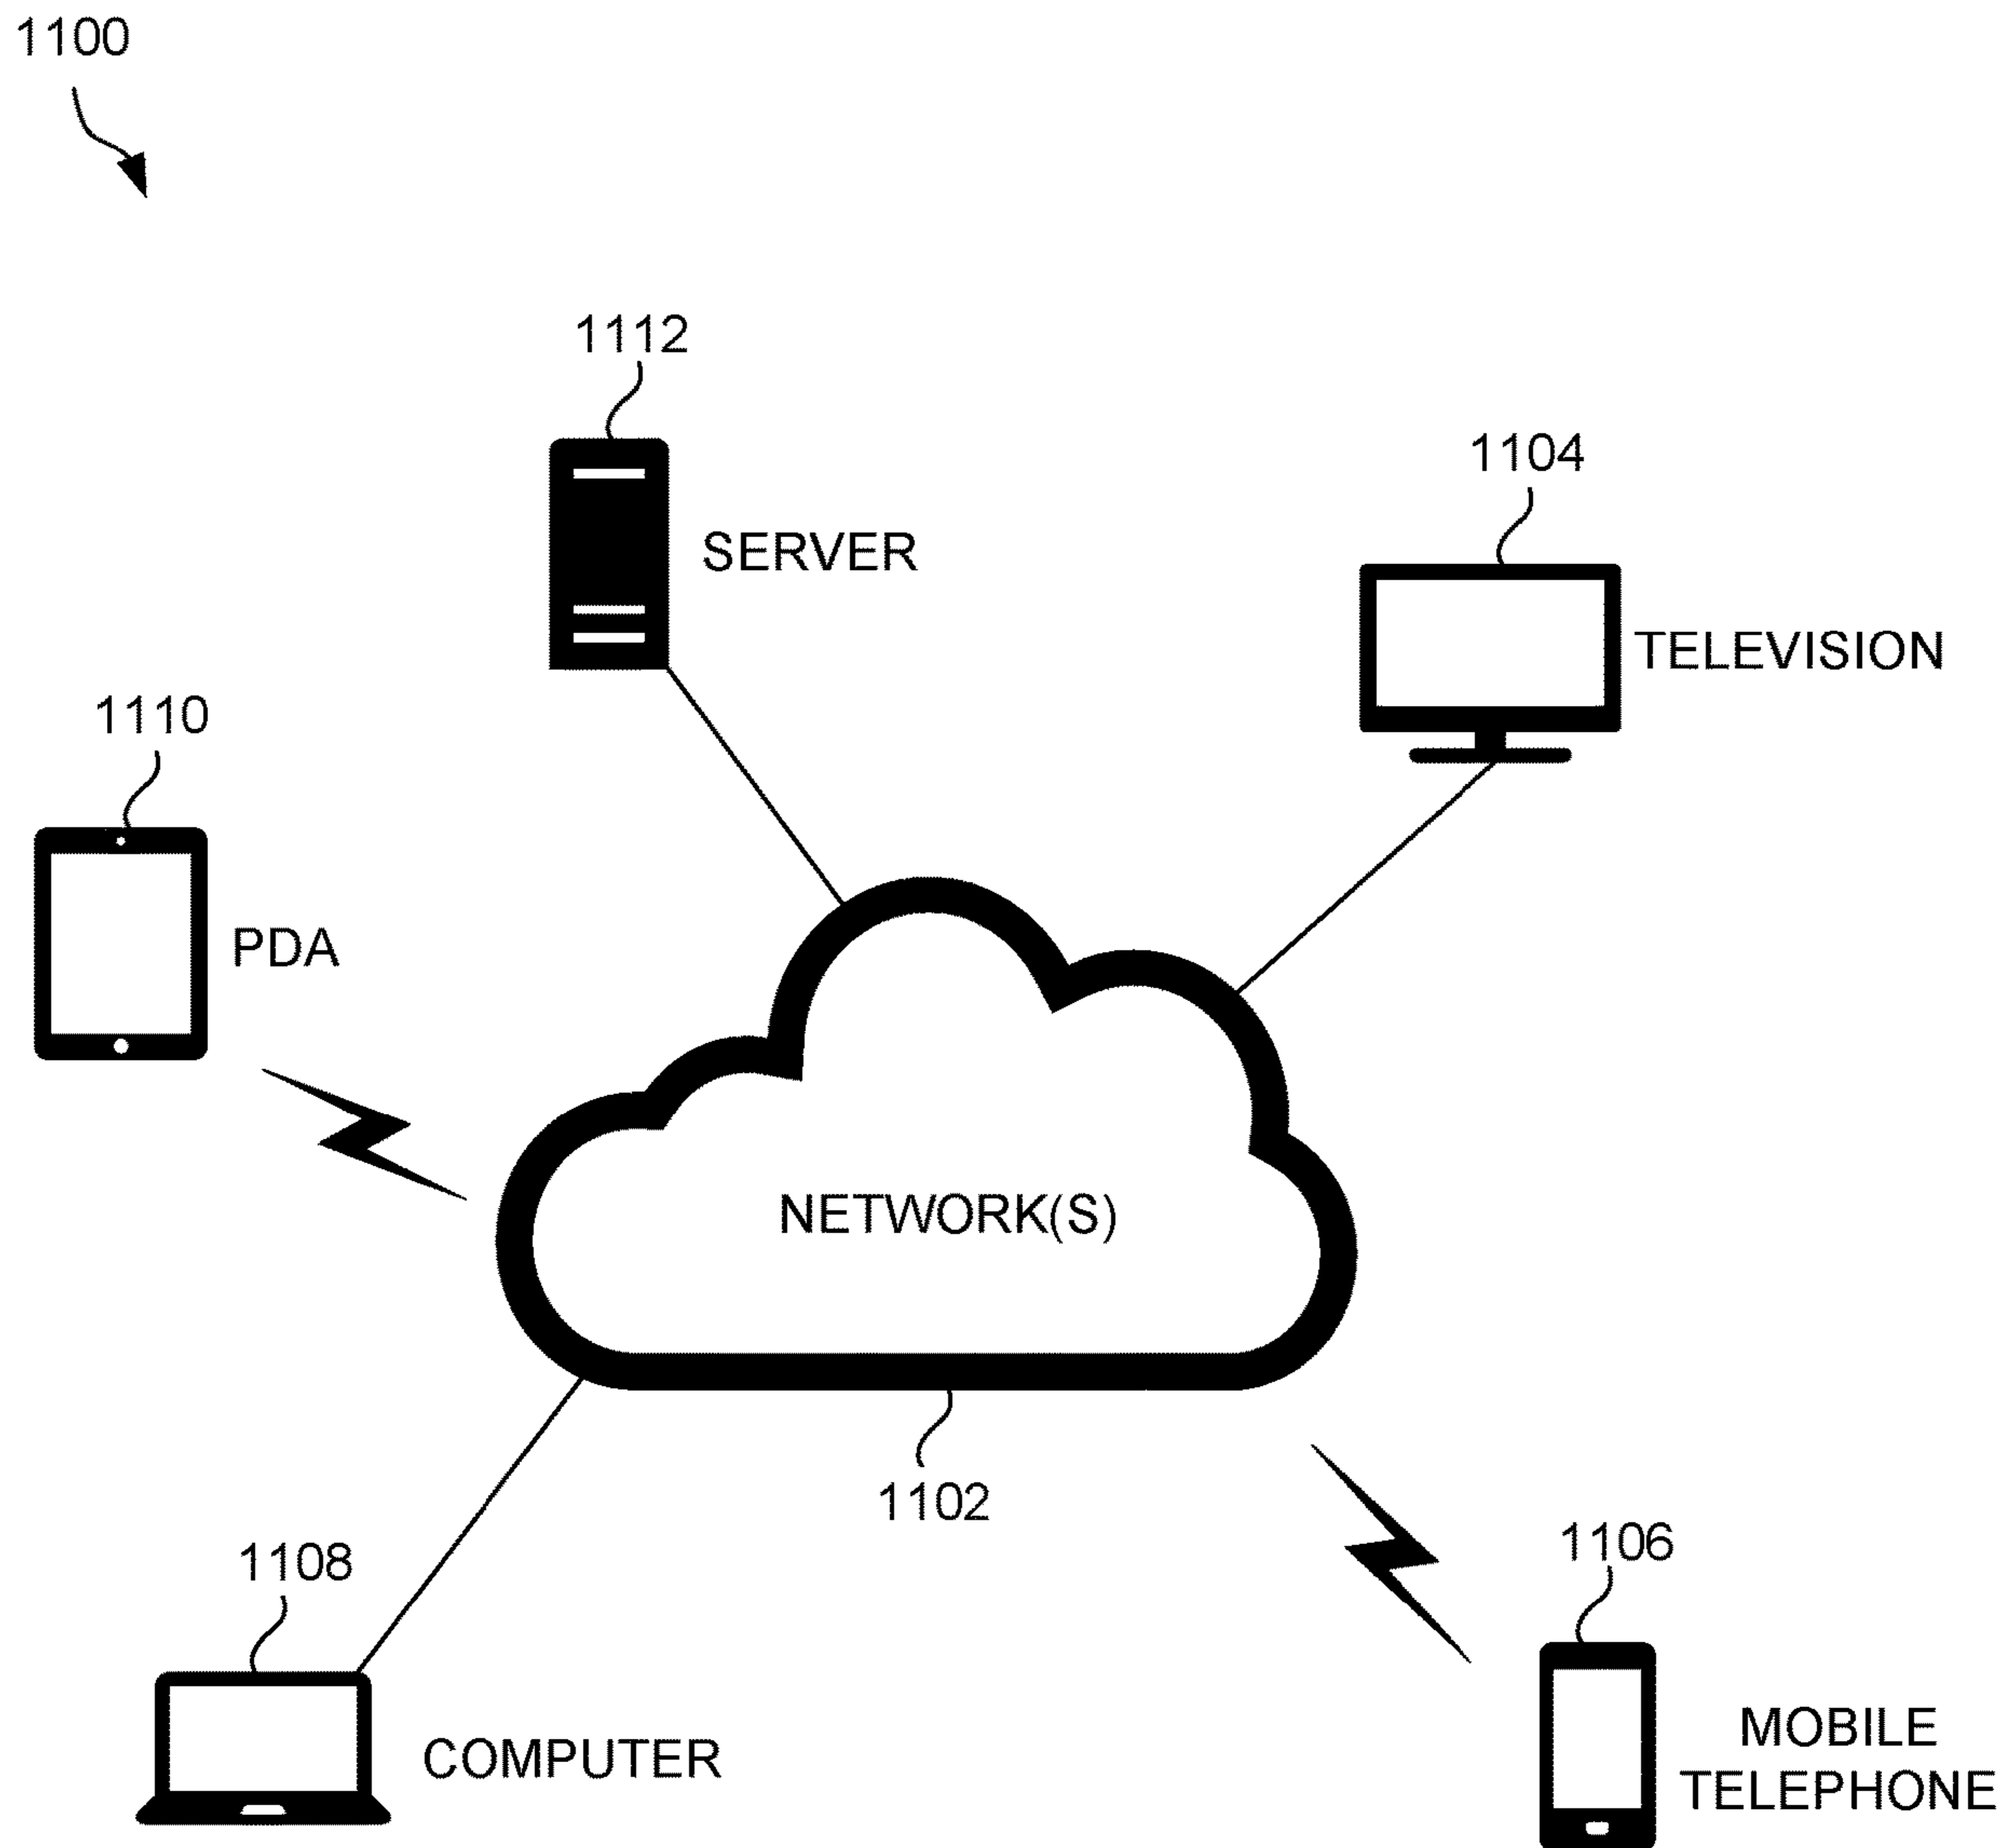 1100
1112
SERVER
1104
TELEVISION
1110
PDA
NETWORK(S)
1102
1108
COMPUTER
1106
MOBILE
TELEPHONE